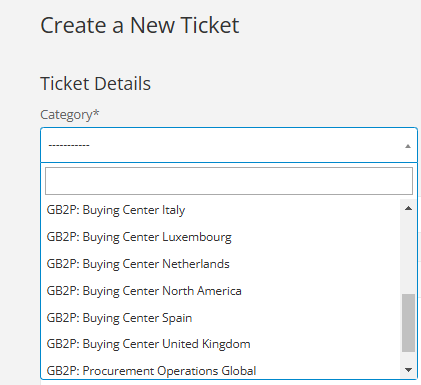 Create a New Ticket
Ticket Details
Category*
-----------
GB2P: Buying Center Italy
GB2P: Buying Center Luxembourg
GB2P: Buying Center Netherlands
GB2P: Buying Center North America
GB2P: Buying Center Spain
GB2P: Buying Center United Kingdom
GB2P: Procurement Operations Global